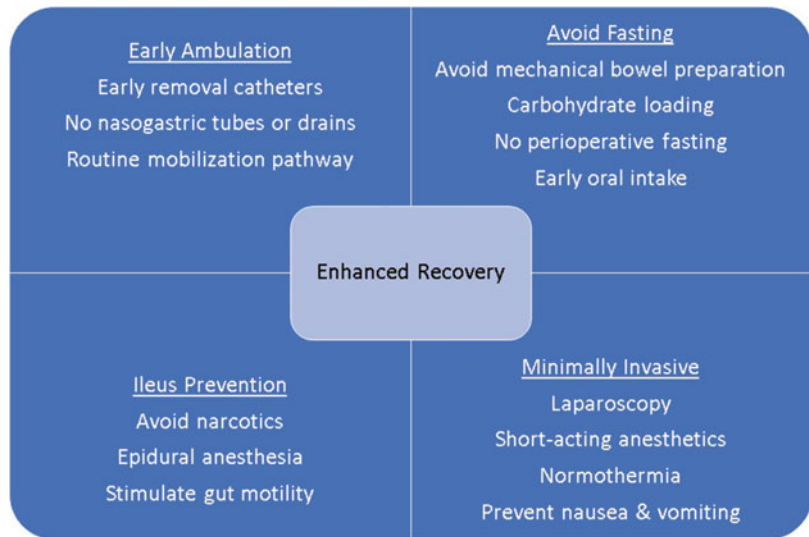 Early Ambulation
Early removal catheters
No nasogastric tubes or drains
Routine mobilization pathway
Avoid Fasting
Avoid mechanical bowel preparation
Carbohydrate loading
No perioperative fasting
Early oral intake
Enhanced Recovery
Ileus Prevention
Avoid narcotics
Epidural anesthesia
Stimulate gut motility
Minimally Invasive
Laparoscopy
Short-acting anesthetics
Normothermia
Prevent nausea & vomiting